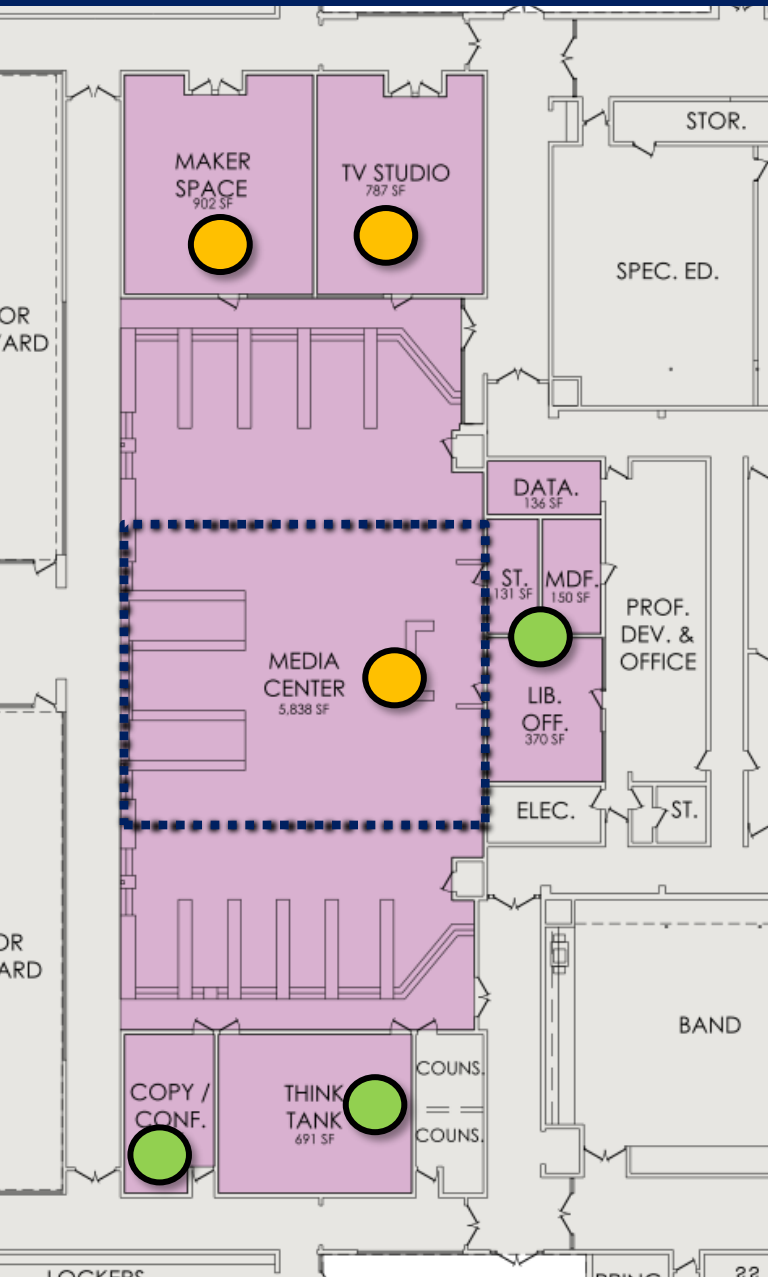 STOR.
MAKER
SPACE
902 SF
TV STUDIO
787 SF
SPEC. ED.
OR
ARD
DATA.
136 SF
ST.
131 SF
MDF.
150 SF
PROF.
DEV. &
OFFICE
MEDIA
CENTER
5,838 SF
LIB.
OFF.
370 SF
ELEC.
ST.
OR
ARD
BAND
COPY /
CONF.
THINK
TANK
691 SF
COUNS.
COUNS.
LOCKERS
22